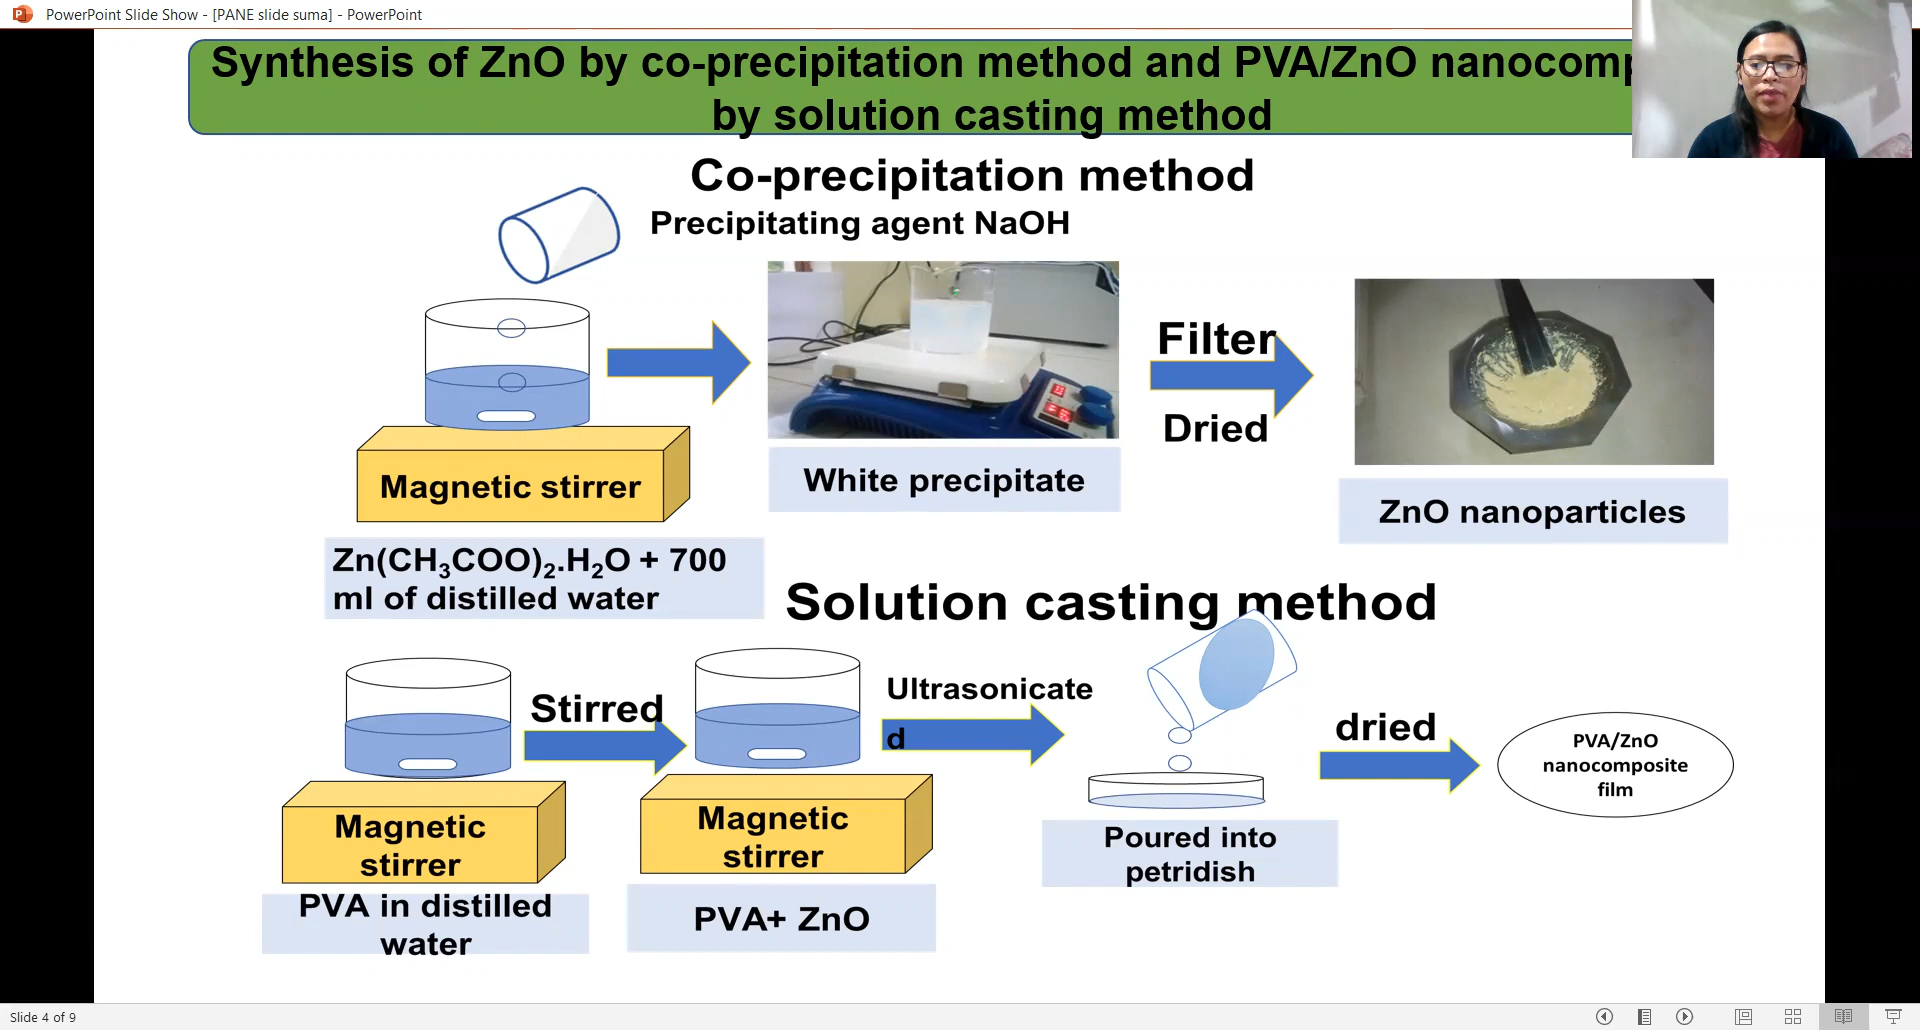 PowerPoint Slide Show - [PANE slide suma] - PowerPoint
Synthesis of ZnO by co-precipitation method and PVA/ZnO
by solution casting method
Co-precipitation method
Precipitating agent NaOH
Filter
Dried
Magnetic stirrer
White precipitate
ZnO nanoparticles
Zn(CH₃COO)₂.H₂O + 700
ml of distilled water
Solution casting method
Stirred
Ultrasonicate
d
dried
PVA/ZnO
nanocomposite
film
Magnetic
stirrer
Magnetic
stirrer
Poured into
petridish
PVA in distilled
water
PVA+ ZnO
Slide 4 of 9